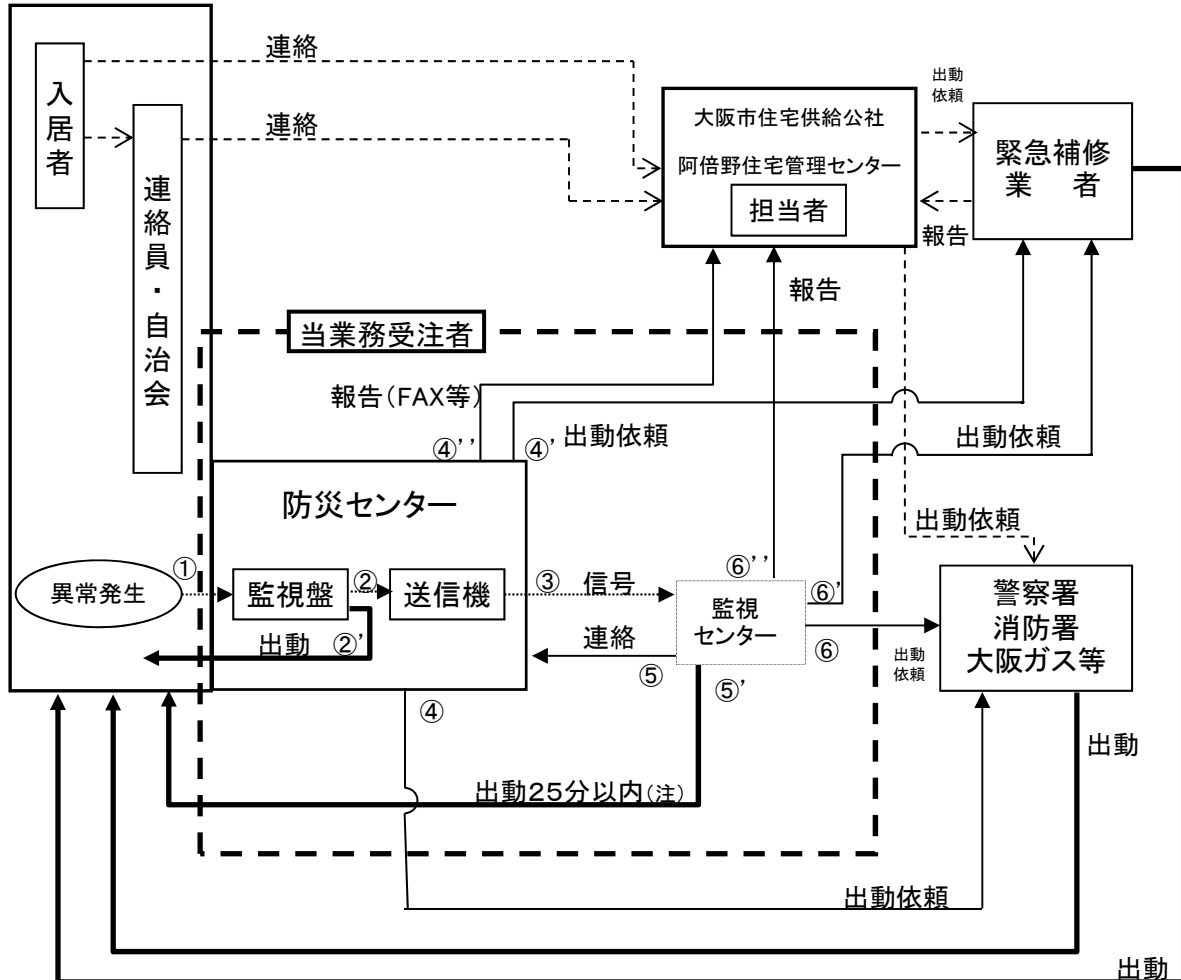 連絡
入居者
連絡
連絡員・自治会
大阪市住宅供給公社
阿倍野住宅管理センター
担当者
出動
依頼
緊急補修
業 者
報告
報告
当業務受注者
報告(FAX等)
④''
④'
出動依頼
出動依頼
防災センター
出動依頼
異常発生
①
監視盤
②
送信機
③
信号
出動
②'
監視
センター
⑥''
⑥'
⑥
連絡
⑤
⑤'
出動
依頼
警察署
消防署
大阪ガス等
④
出動
出動25分以内(注)
出動依頼
出動